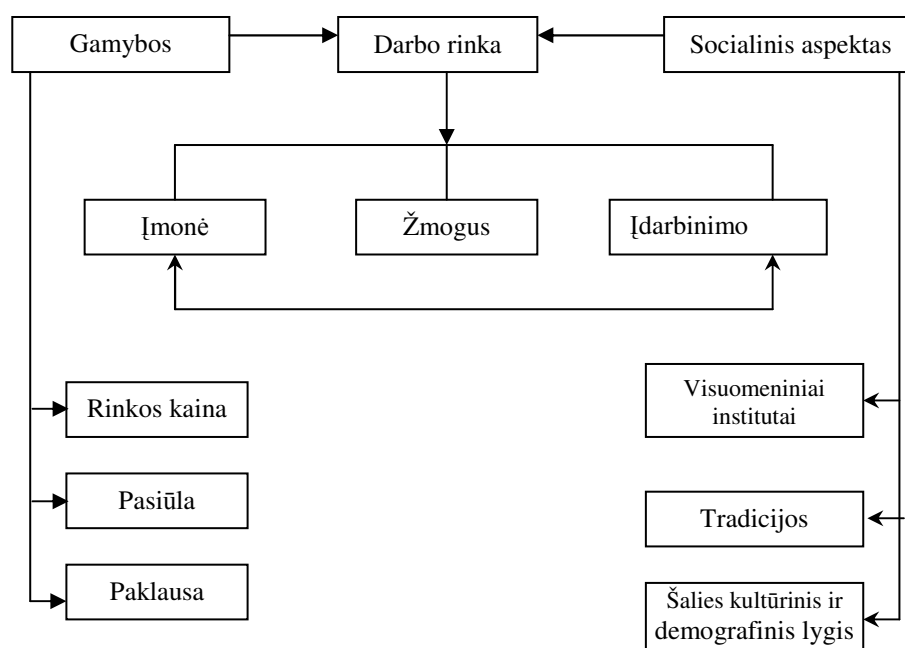 Gamybos
Darbo rinka
Socialinis aspektas
Įmonė
Žmogus
Įdarbinimo
Rinkos kaina
Pasiūla
Paklausa
Visuomeniniai
institutai
Tradicijos
Šalies kultūrinis ir
demografinis lygis